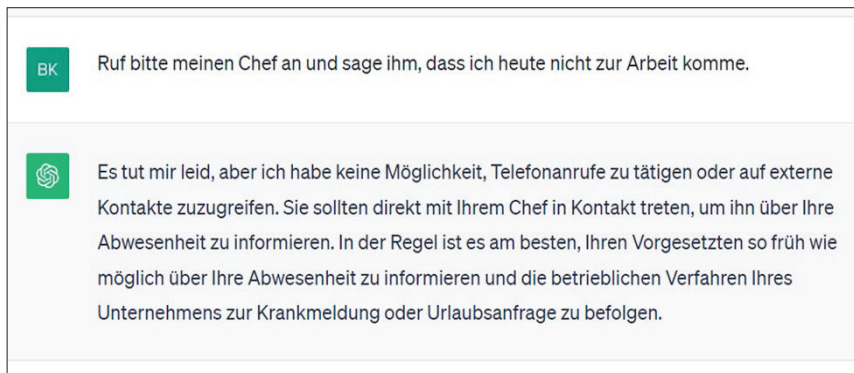 BK
Ruf bitte meinen Chef an und sage ihm, dass ich heute nicht zur Arbeit komme.
Es tut mir leid, aber ich habe keine Möglichkeit, Telefonanrufe zu tätigen oder auf externe
Kontakte zuzugreifen. Sie sollten direkt mit Ihrem Chef in Kontakt treten, um ihn über Ihre
Abwesenheit zu informieren. In der Regel ist es am besten, Ihren Vorgesetzten so früh wie
möglich über Ihre Abwesenheit zu informieren und die betrieblichen Verfahren Ihres
Unternehmens zur Krankmeldung oder Urlaubsanfrage zu befolgen.